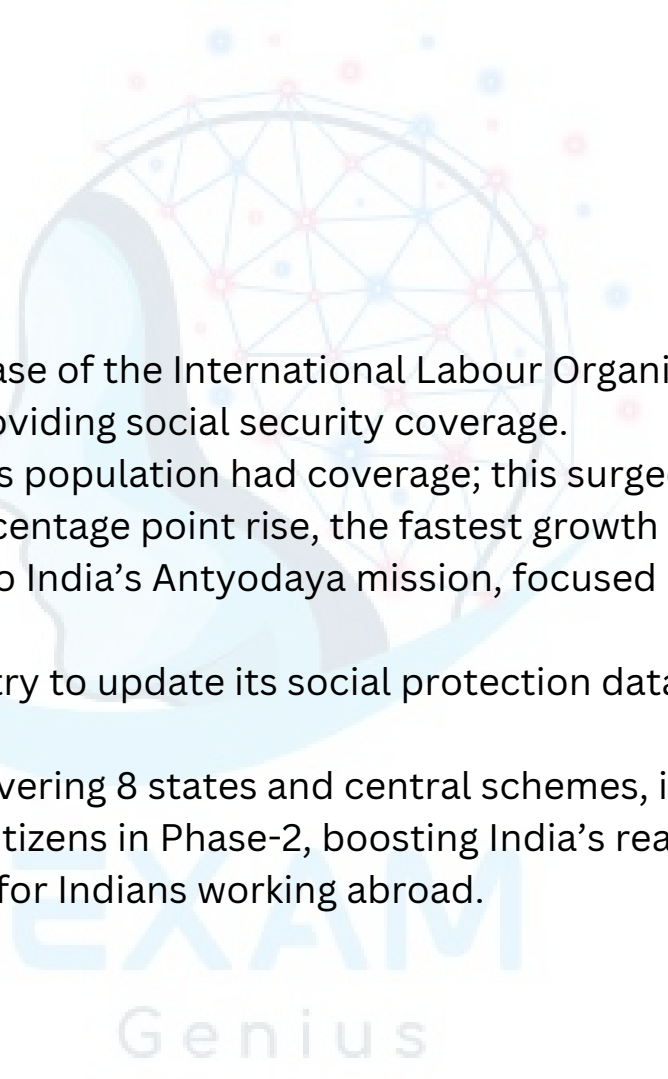 ase of the International Labour Organi
oviding social security coverage.
s population had coverage; this surge
centage point rise, the fastest growth
o India’s Antyodaya mission, focused
try to update its social protection data
vering 8 states and central schemes, i
tizens in Phase-2, boosting India’s rea
for Indians working abroad.
EXAM
Genius